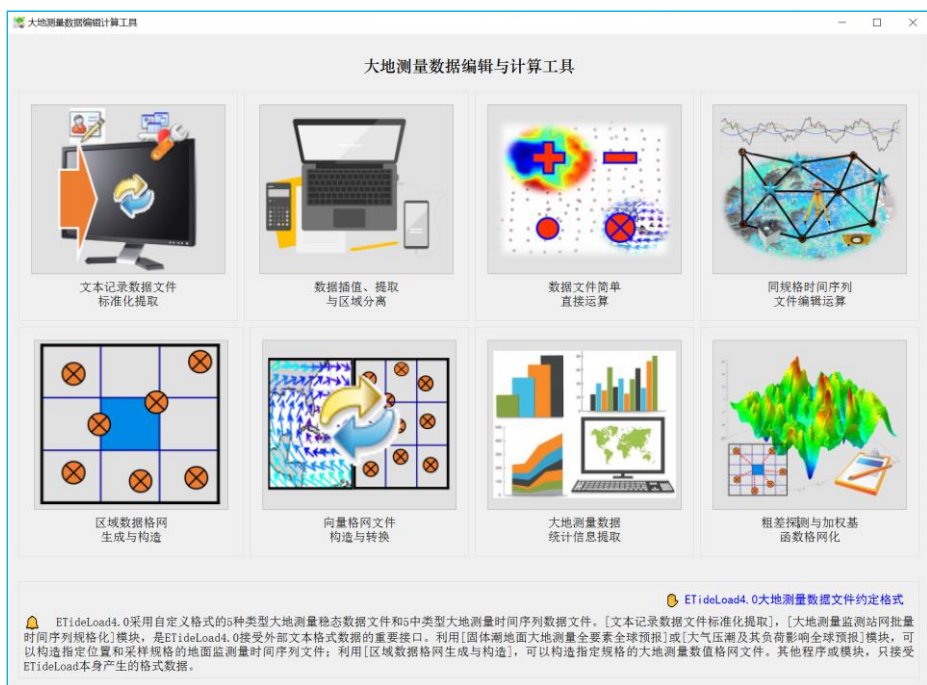 大地测量数据编辑计算工具
大地测量数据编辑与计算工具
文本记录数据文件
标准化提取
数据插值、提取
与区域分离
数据文件简单
直接运算
同规格时间序列
文件编辑运算
区域数据格网
生成与构造
向量格网文件
构造与转换
大地测量数据
统计信息提取
粗差探测与加权基
函数格网化
ETideLoad4.0大地测量数据文件约定格式
ETideLoad4.0采用自定义格式的5种类型大地测量稳态数据文件和5中类型大地测量时间序列数据文件。[文本记录数据文件标准化提取]，[大地测量监测站网批量
时间序列规格化]模块，是ETideLoad4.0接受外部文本格式数据的重要接口。利用[固体潮地面大地测量全要素全球预报]或[大气压潮及其负荷影响全球预报]模块，可
以构造指定位置和采样规格的地面监测量时间序列文件；利用[区域数据格网生成与构造]，可以构造指定规格的大地测量数值格网文件。其他程序或模块，只接受
ETideLoad本身产生的格式数据。